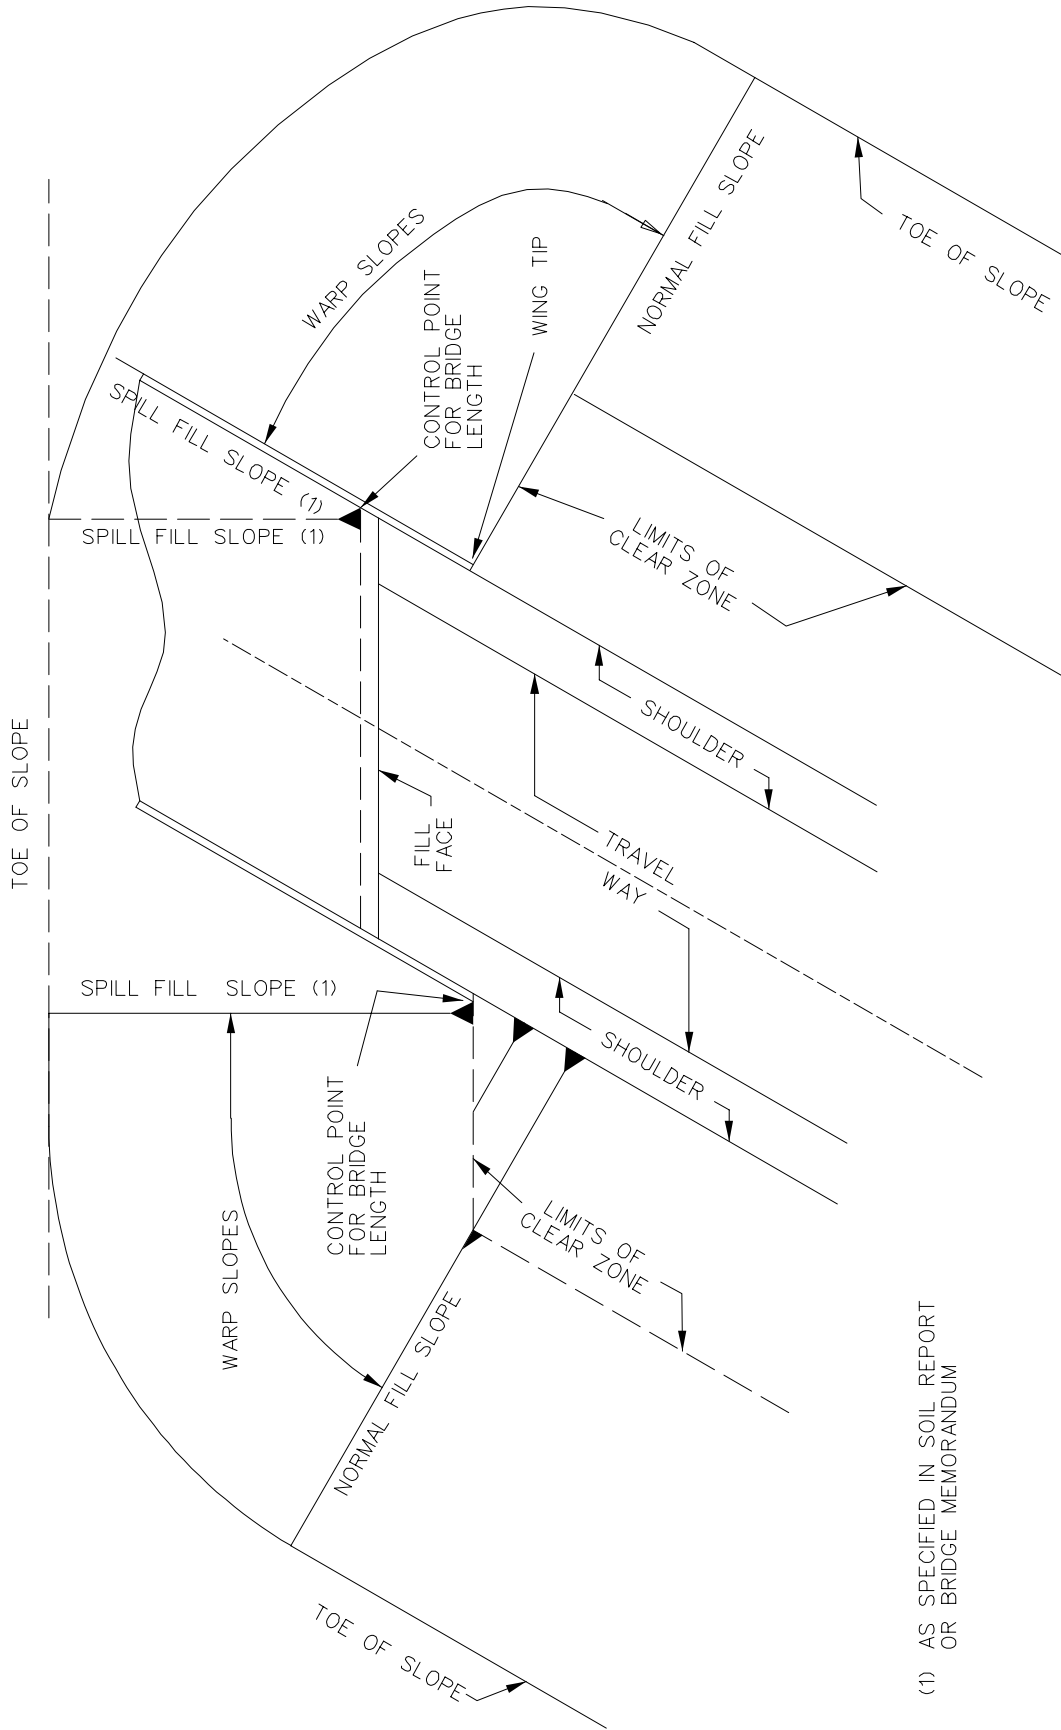 TOE OF SLOPE
WARP SLOPES
NORMAL FILL SLOPE
TOE OF SLOPE
CONTROL POINT
FOR BRIDGE
LENGTH
WING TIP
SPILL FILL SLOPE (1)
SPILL FILL SLOPE (1)
LIMITS OF
CLEAR ZONE
SHOULDER
FILL
FACE
TRAVEL
WAY
SPILL FILL SLOPE (1)
SHOULDER
CONTROL POINT
FOR BRIDGE
LENGTH
WARP SLOPES
LIMITS OF
CLEAR ZONE
NORMAL FILL SLOPE
TOE OF SLOPE
(1) AS SPECIFIED IN SOIL REPORT
OR BRIDGE MEMORANDUM